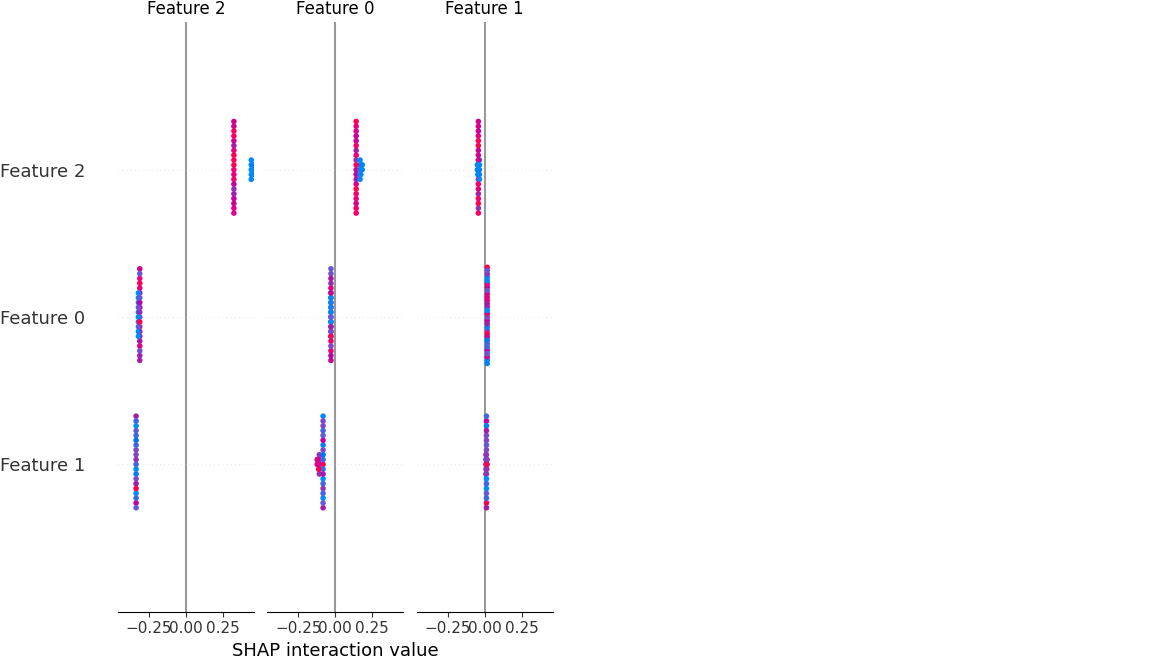 Feature 2 Feature 0 Feature 1
Feature 2
Feature 0
Feature 1
−0.25 0.00 0.25 −0.25 0.00 0.25 −0.25 0.00 0.25
SHAP interaction value